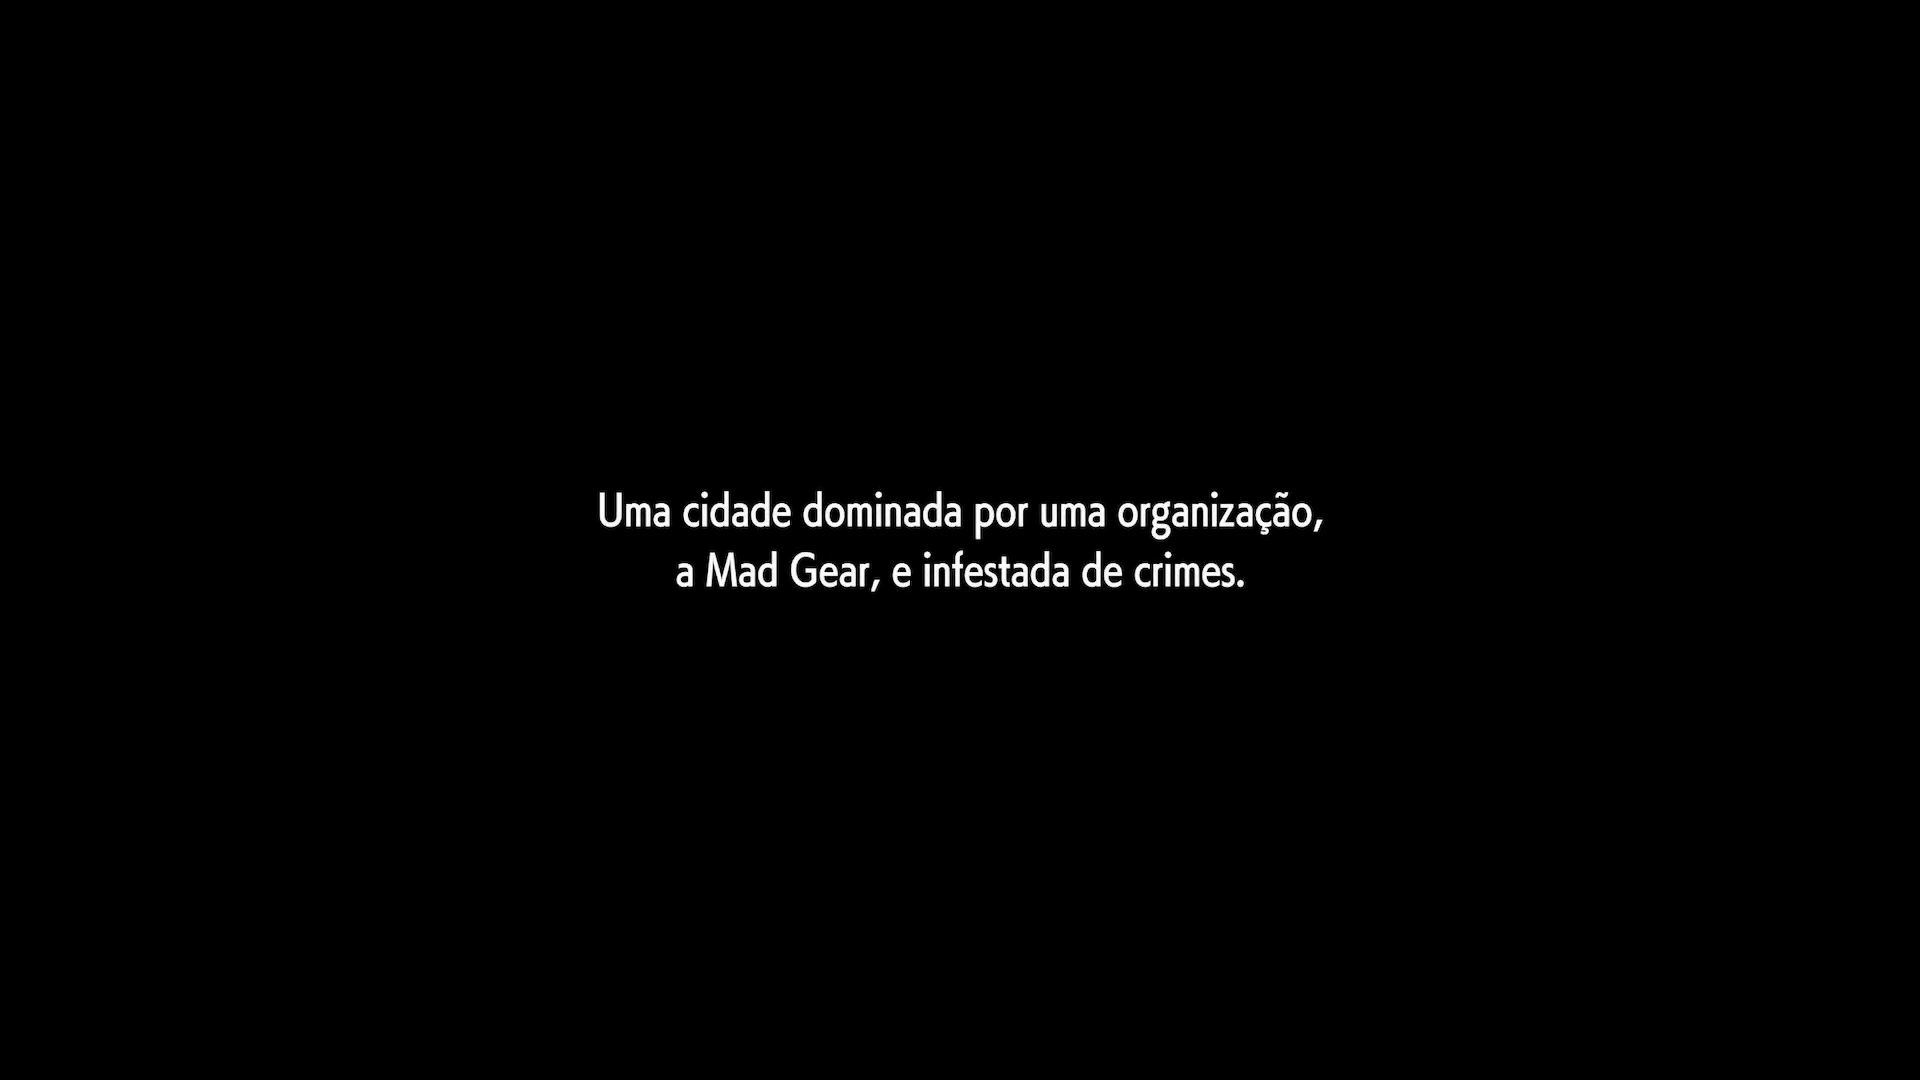 Uma cidade dominada por uma organização,
a Mad Gear, e infestada de crimes.